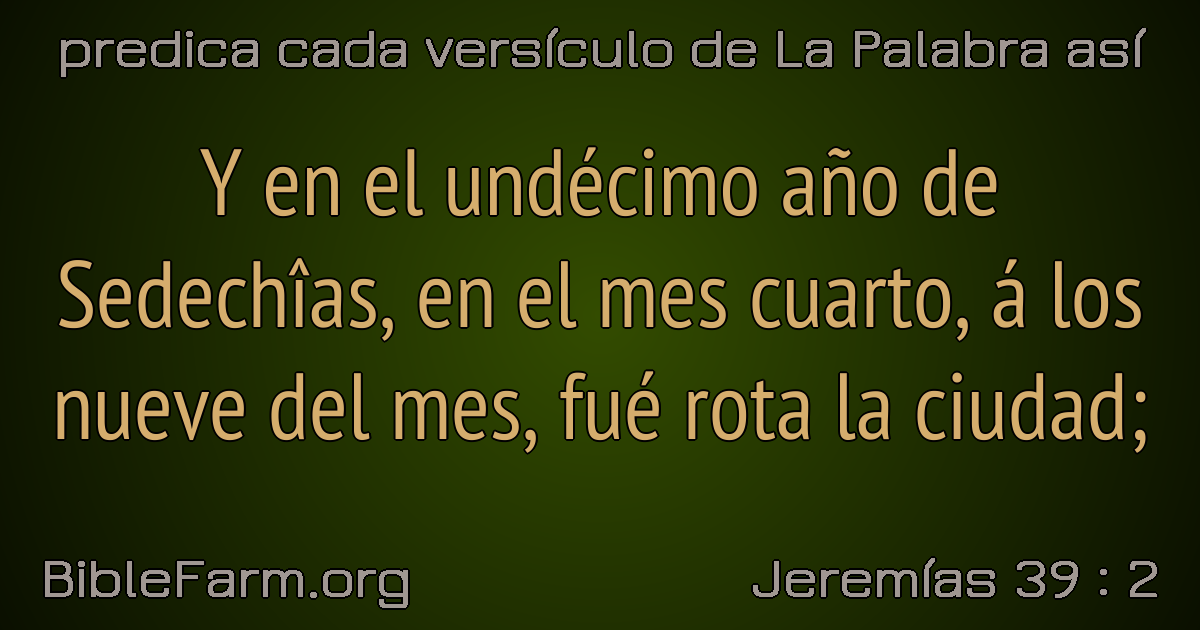 predica cada versículo de La Palabra así
Y en el undécimo año de
Sedechîas, en el mes cuarto, á los
nueve del mes, fué rota la ciudad;
BibleFarm.org
Jeremías 39 : 2